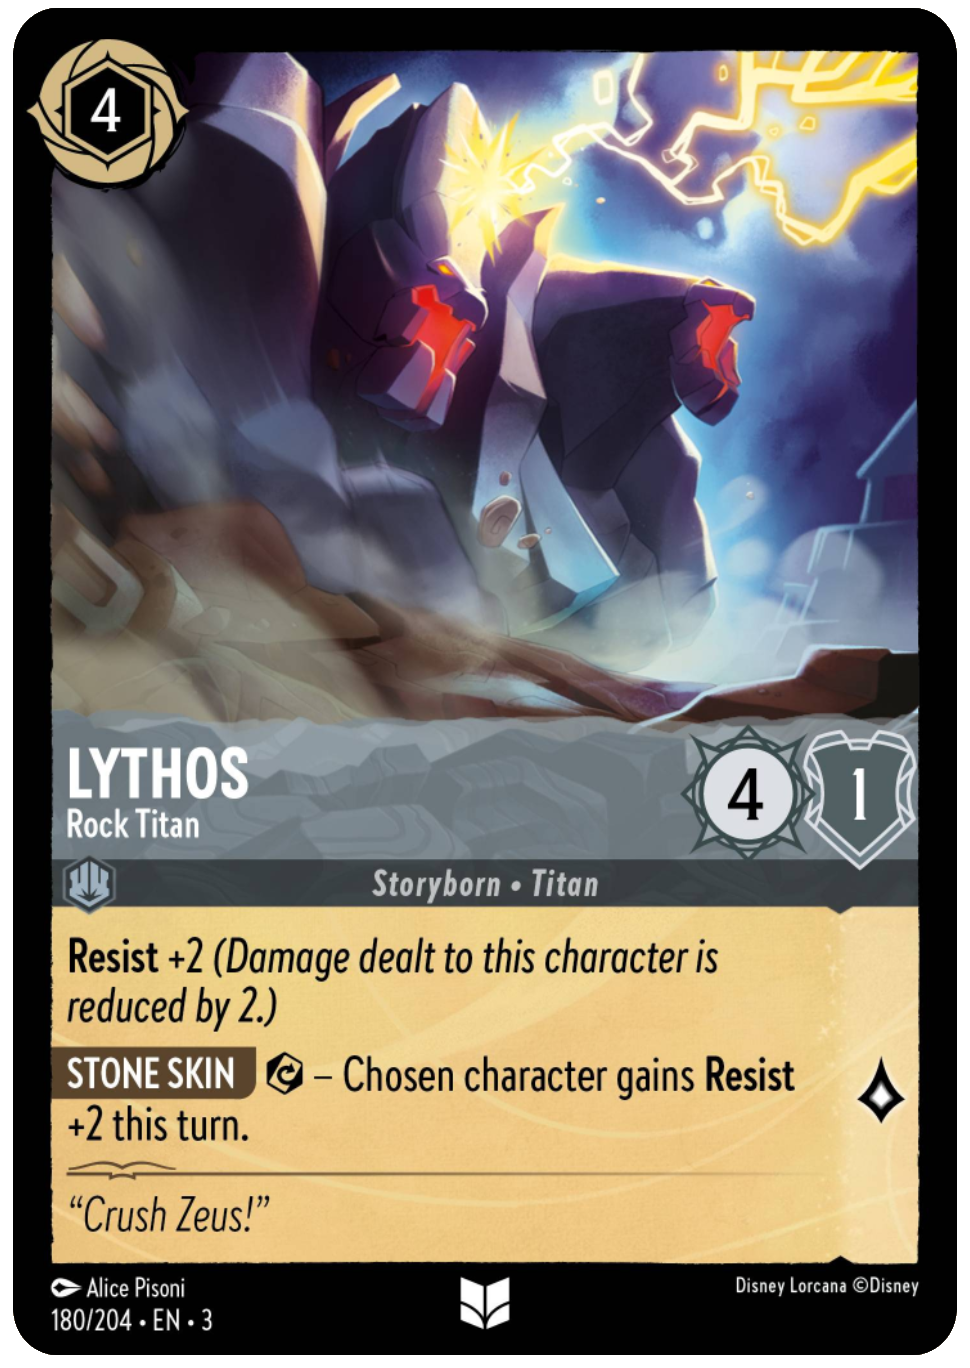 4
LYTHOS
Rock Titan
4
1
Storyborn • Titan
Resist +2 (Damage dealt to this character is
reduced by 2.)
STONE SKIN – Chosen character gains Resist
+2 this turn.
“Crush Zeus!”
Alice Pisoni
Disney Lorcana ©Disney
180/204 • EN • 3